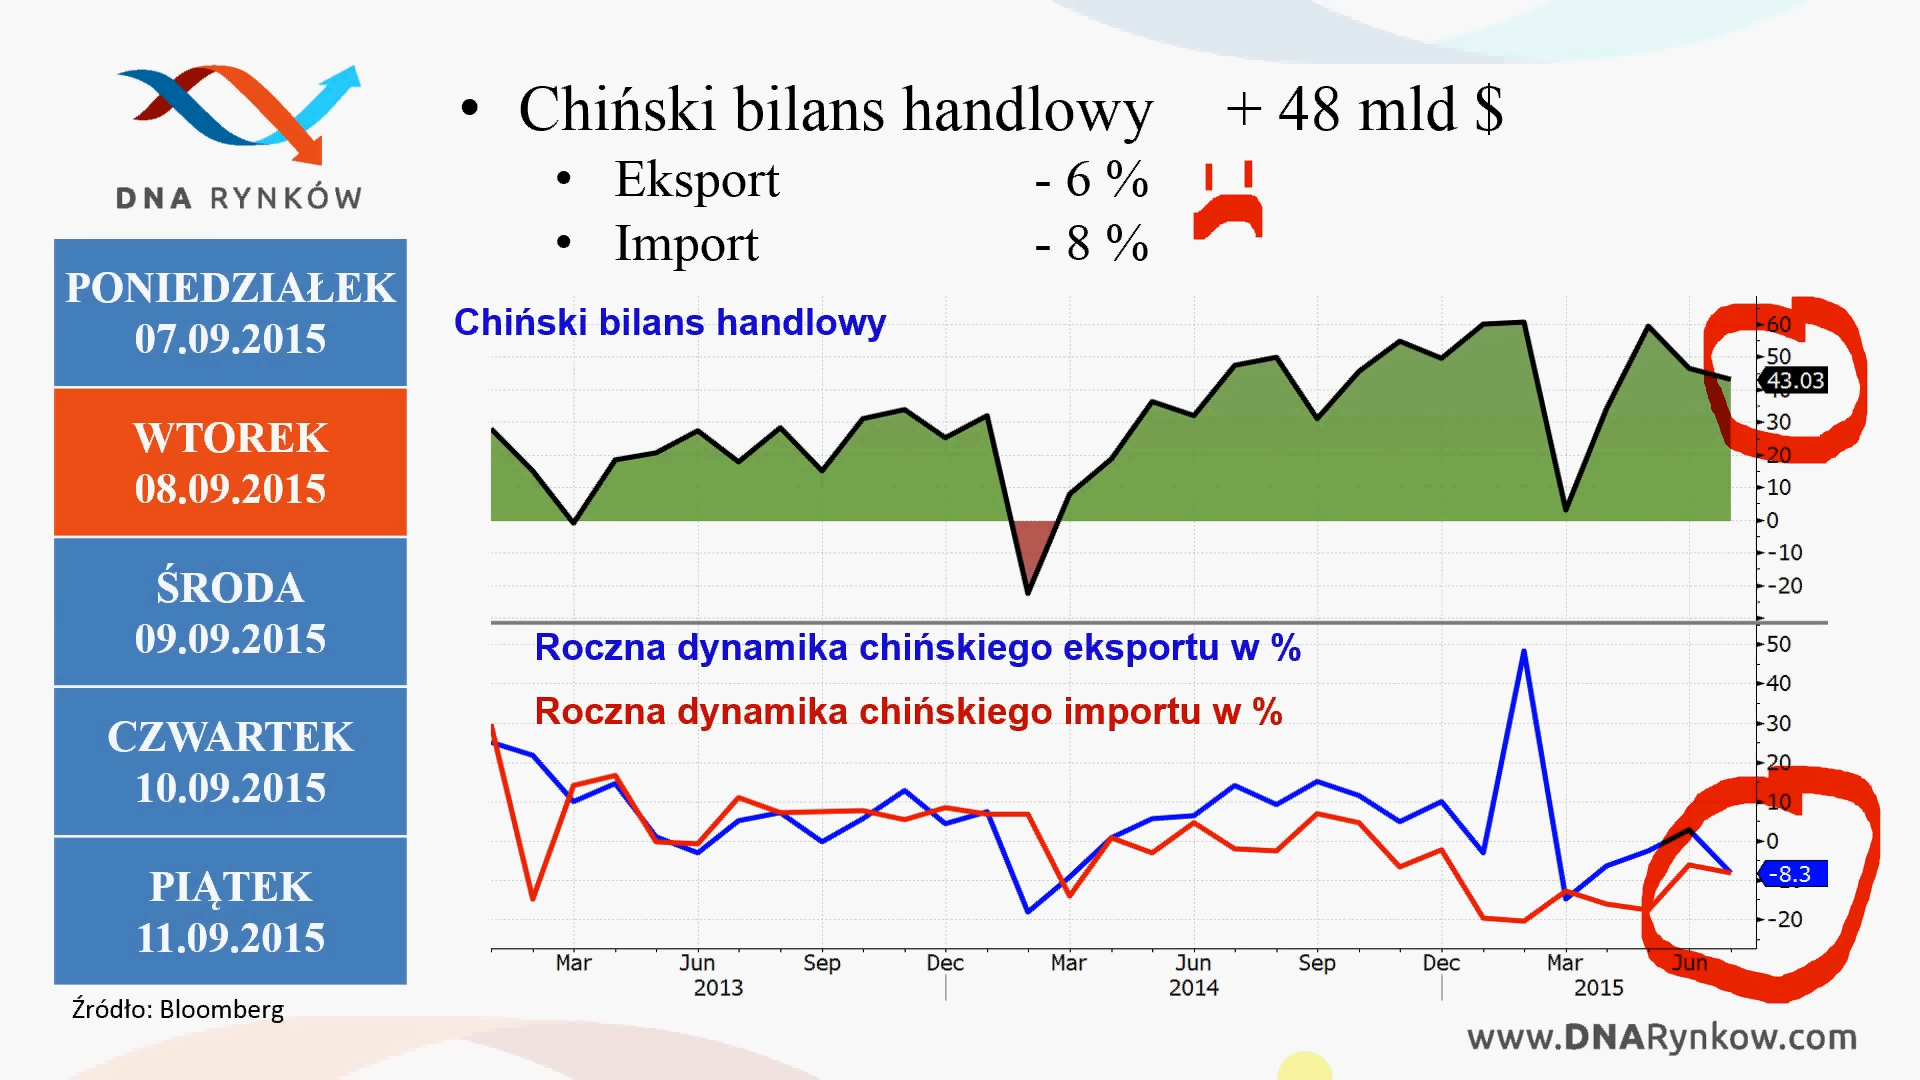 DNA RYNKÓW
• Chiński bilans handlowy + 48 mld $
• Eksport - 6 %
• Import - 8 %
PONIEDZIAŁEK
07.09.2015
WTOREK
08.09.2015
ŚRODA
09.09.2015
CZWARTEK
10.09.2015
PIĄTEK
11.09.2015
Źródło: Bloomberg
Chiński bilans handlowy
60
50
43.03
40
30
20
10
0
-10
-20
Roczna dynamika chińskiego eksportu w %
Roczna dynamika chińskiego importu w %
50
40
30
20
10
0
-8.3
-20
Mar Jun Sep Dec Mar Jun Sep Dec Mar Jun
2013 2014 2015
www.DNARynkow.com